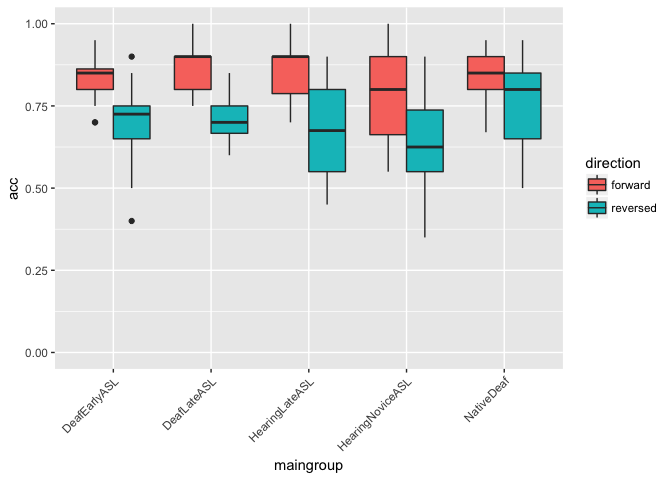 1.00
0.75
0.50
0.25
0.00
acc
DeafEarlyASL
DeafLateASL
HearingLateASL
HearingNoviceASL
NativeDeaf
maingroup
direction
forward
reversed